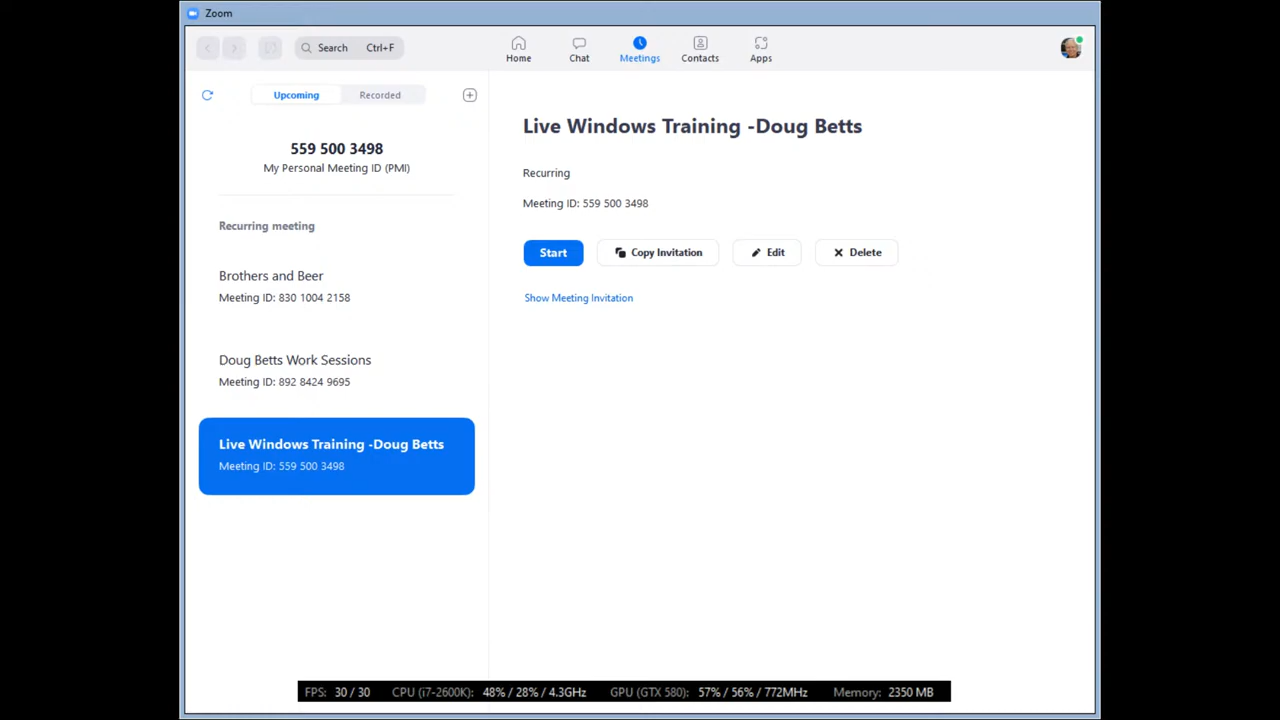 Zoom
Search Ctrl+F
Home
Chat
Meetings
Contacts
Apps
Upcoming
Recorded
559 500 3498
My Personal Meeting ID (PMI)
Recurring meeting
Brothers and Beer
Meeting ID: 830 1004 2158
Doug Betts Work Sessions
Meeting ID: 892 8424 9695
Live Windows Training -Doug Betts
Meeting ID: 559 500 3498
Live Windows Training -Doug Betts
Recurring
Meeting ID: 559 500 3498
Start
Copy Invitation
Edit
Delete
Show Meeting Invitation
FPS: 30 / 30 CPU (i7-2600K): 48% / 28% / 4.3GHz GPU (GTX 580): 57% / 56% / 772MHz Memory: 2350 MB